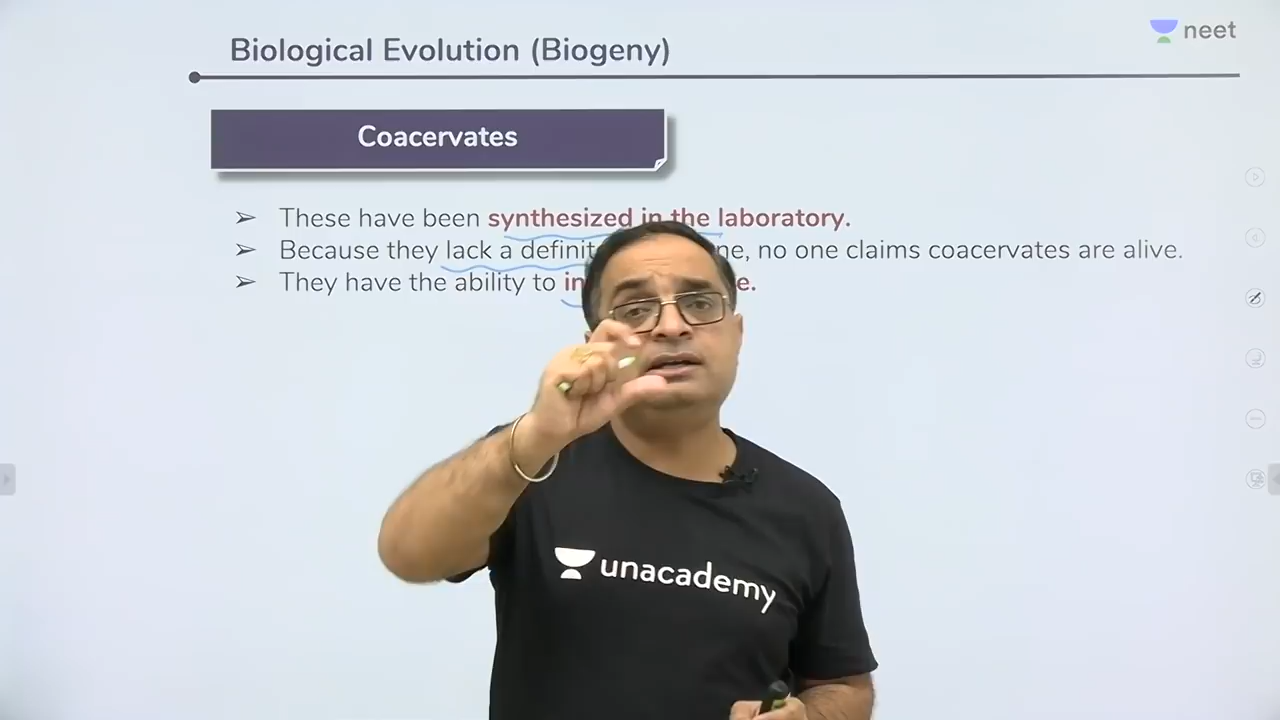 neet
Biological Evolution (Biogeny)
Coacervates
➢ These have been synthesized in the laboratory.
➢ Because they lack a definit ne, no one claims coacervates are alive.
➢ They have the ability to in e.
unacademy